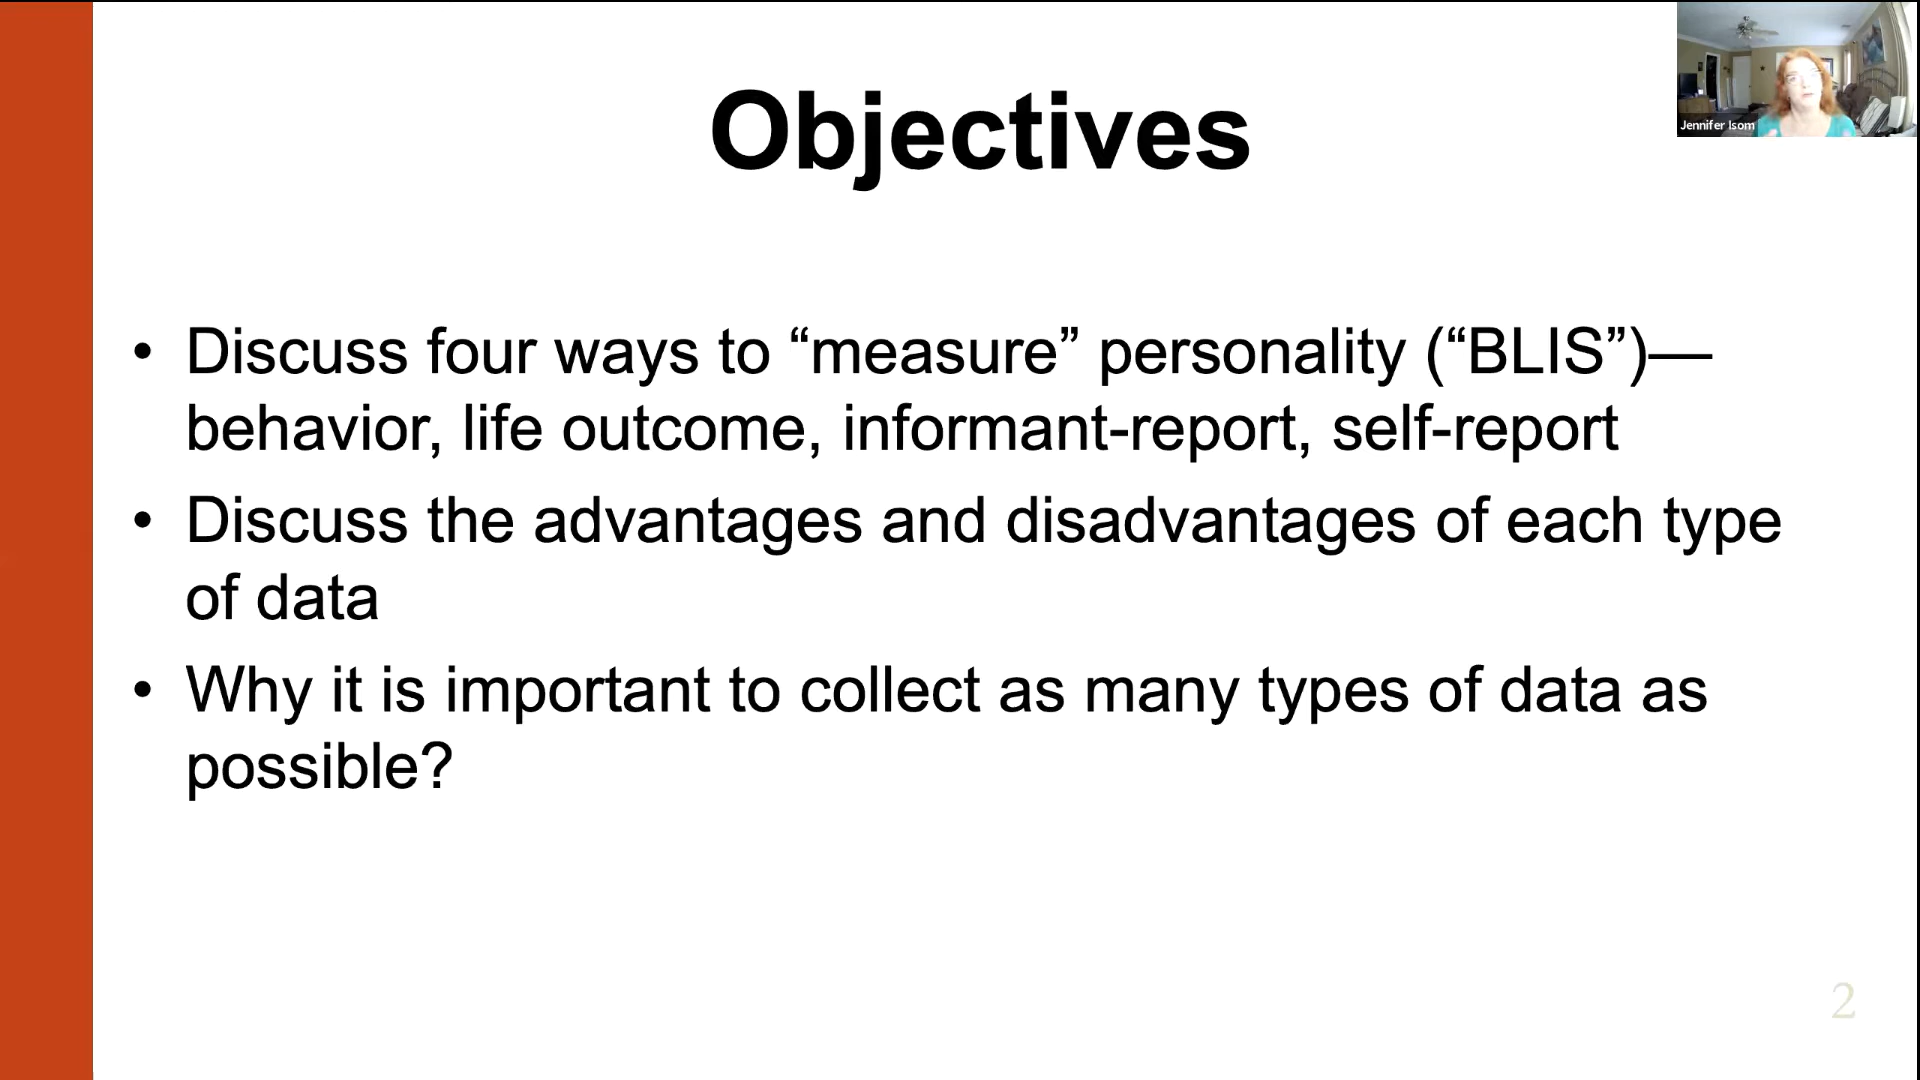 Objectives
Jennifer Isom
• Discuss four ways to “measure” personality (“BLIS”)—
behavior, life outcome, informant-report, self-report
• Discuss the advantages and disadvantages of each type
of data
• Why it is important to collect as many types of data as
possible?
2